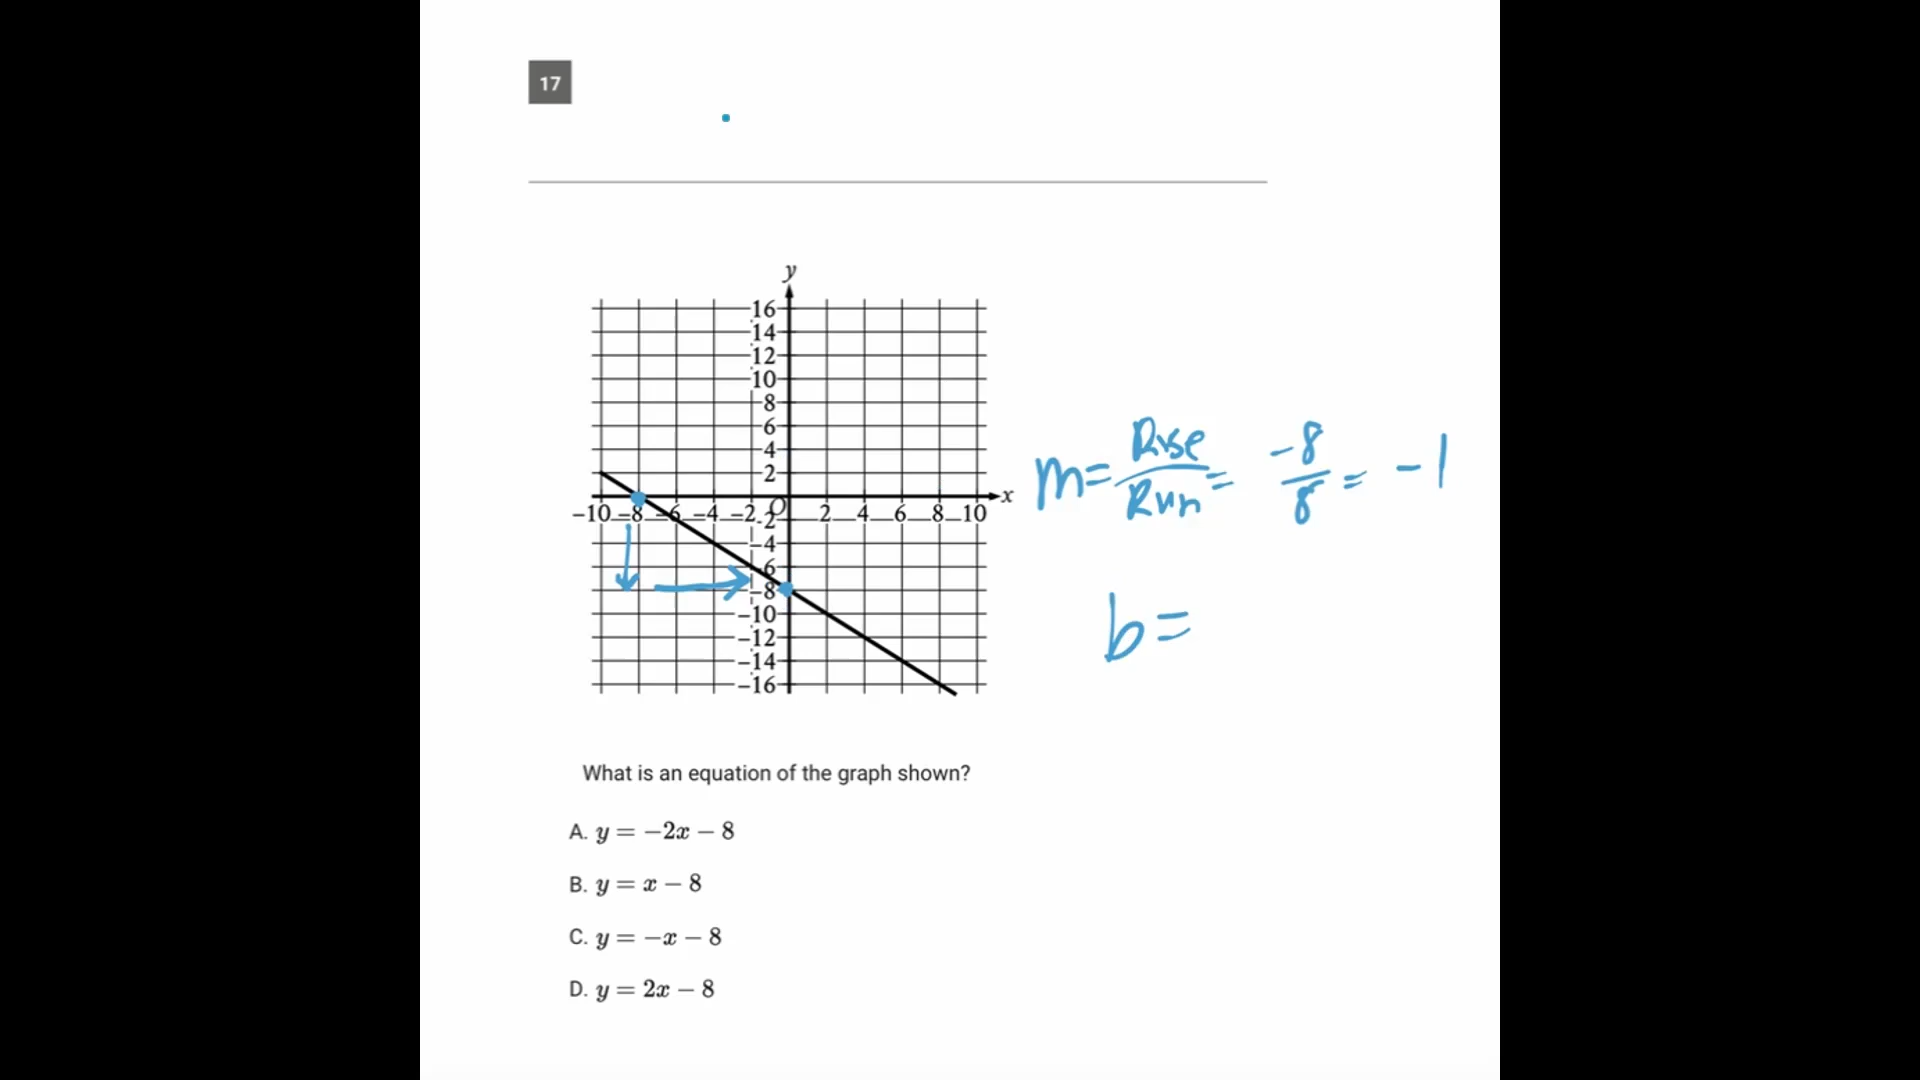 17
y
16
14
12
10
8
6
4
2
O
x
−10 −8 −6 −4 −2 2 4 6 8 10
−2
−4
−6
−8
−10
−12
−14
−16
m = Rise / Run = -8 / 8 = -1
b =
What is an equation of the graph shown?
A. y = −2x − 8
B. y = x − 8
C. y = −x − 8
D. y = 2x − 8